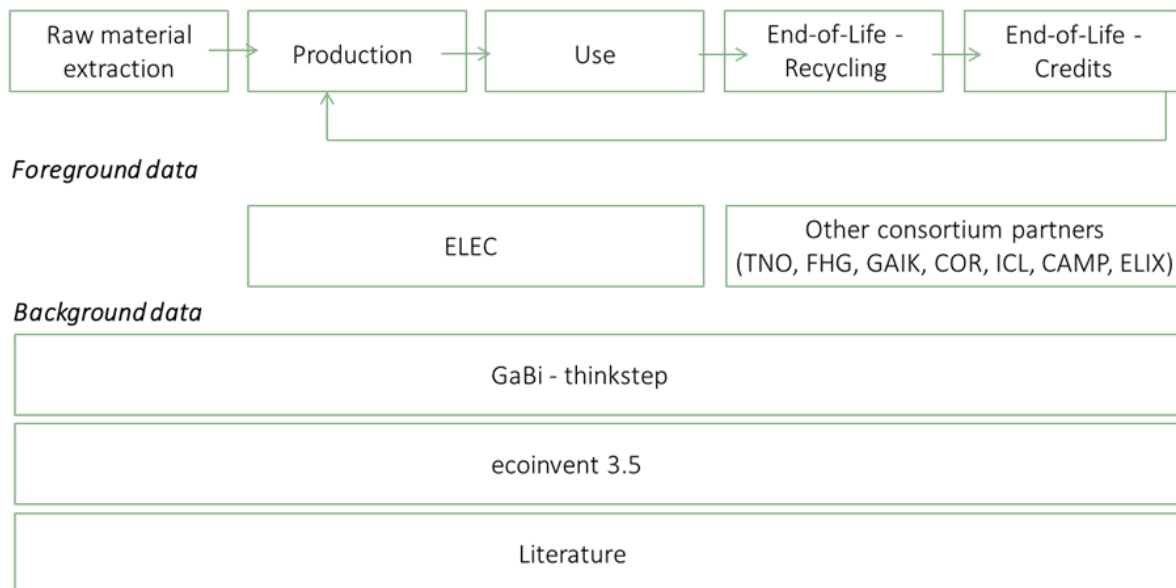 Raw material
extraction
Production
Use
End-of-Life -
Recycling
End-of-Life -
Credits
Foreground data
ELEC
Other consortium partners
(TNO, FHG, GAIK, COR, ICL, CAMP, ELIX)
Background data
GaBi - thinkstep
ecoinvent 3.5
Literature